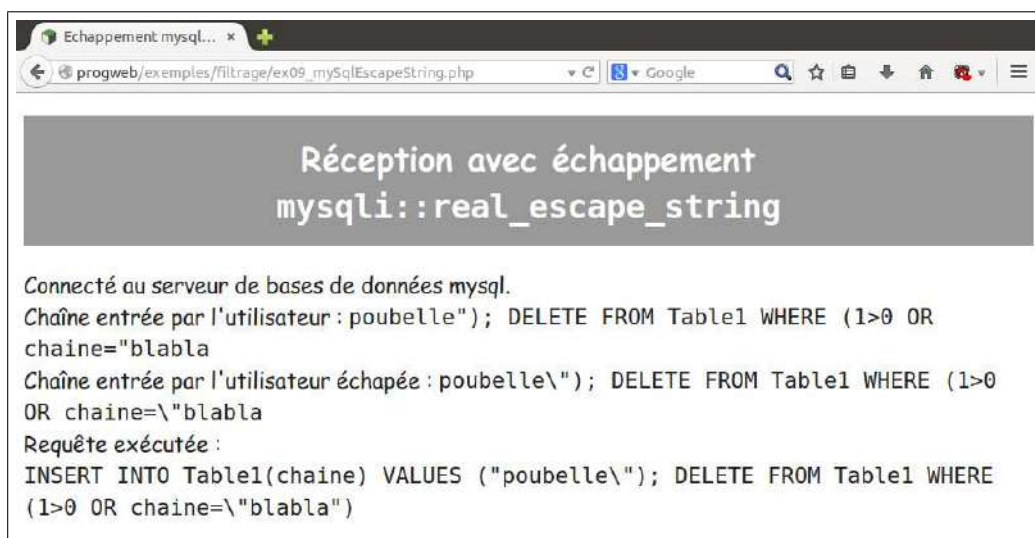 Echappement mysql... ×
progweb/exemples/filtrage/ex09_mySqlEscapeString.php
Google
Réception avec échappement
mysqli::real_escape_string
Connecté au serveur de bases de données mysql.
Chaîne entrée par l'utilisateur : poubelle"); DELETE FROM Table1 WHERE (1>0 OR
chaine="blabla
Chaîne entrée par l'utilisateur échapée : poubelle\"); DELETE FROM Table1 WHERE (1>0
OR chaine=\"blabla
Requête exécutée :
INSERT INTO Table1(chaine) VALUES ("poubelle\"); DELETE FROM Table1 WHERE
(1>0 OR chaine=\"blabla")